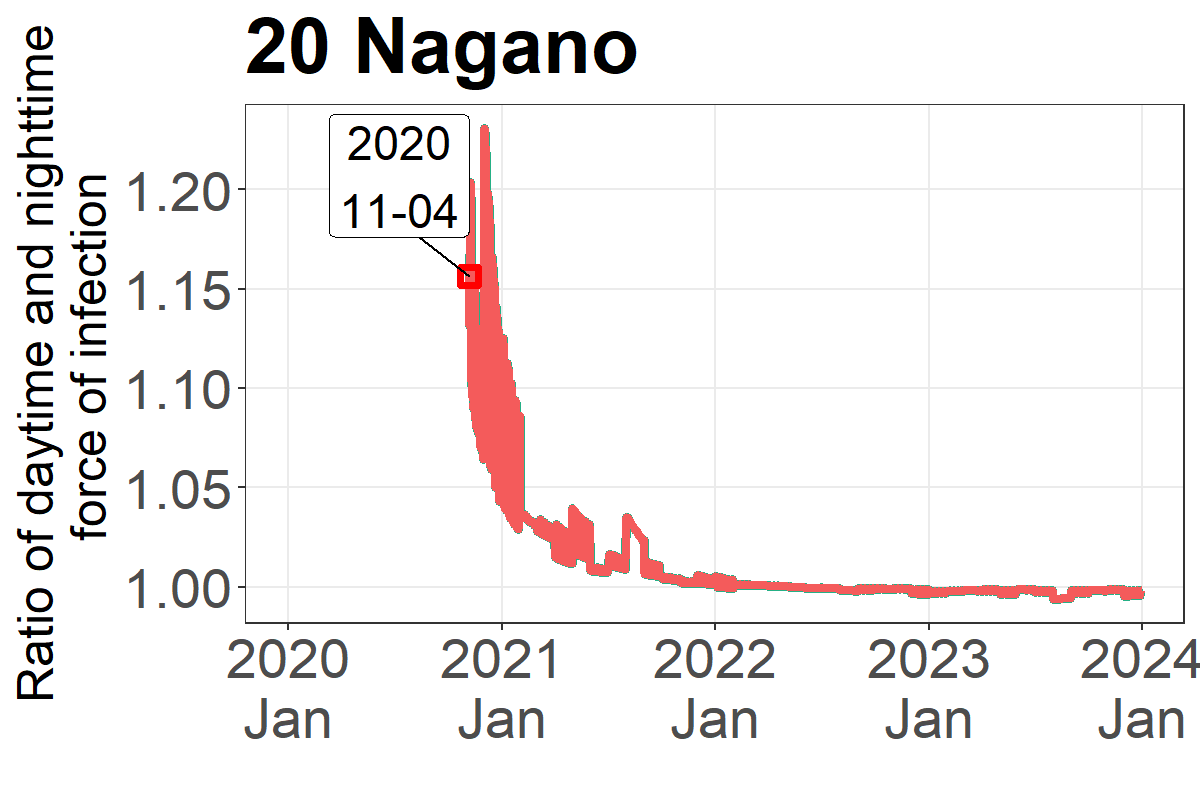 20 Nagano
Ratio of daytime and nighttime
force of infection
2020
11-04
1.20
1.15
1.10
1.05
1.00
2020 2021 2022 2023 2024
Jan Jan Jan Jan Jan